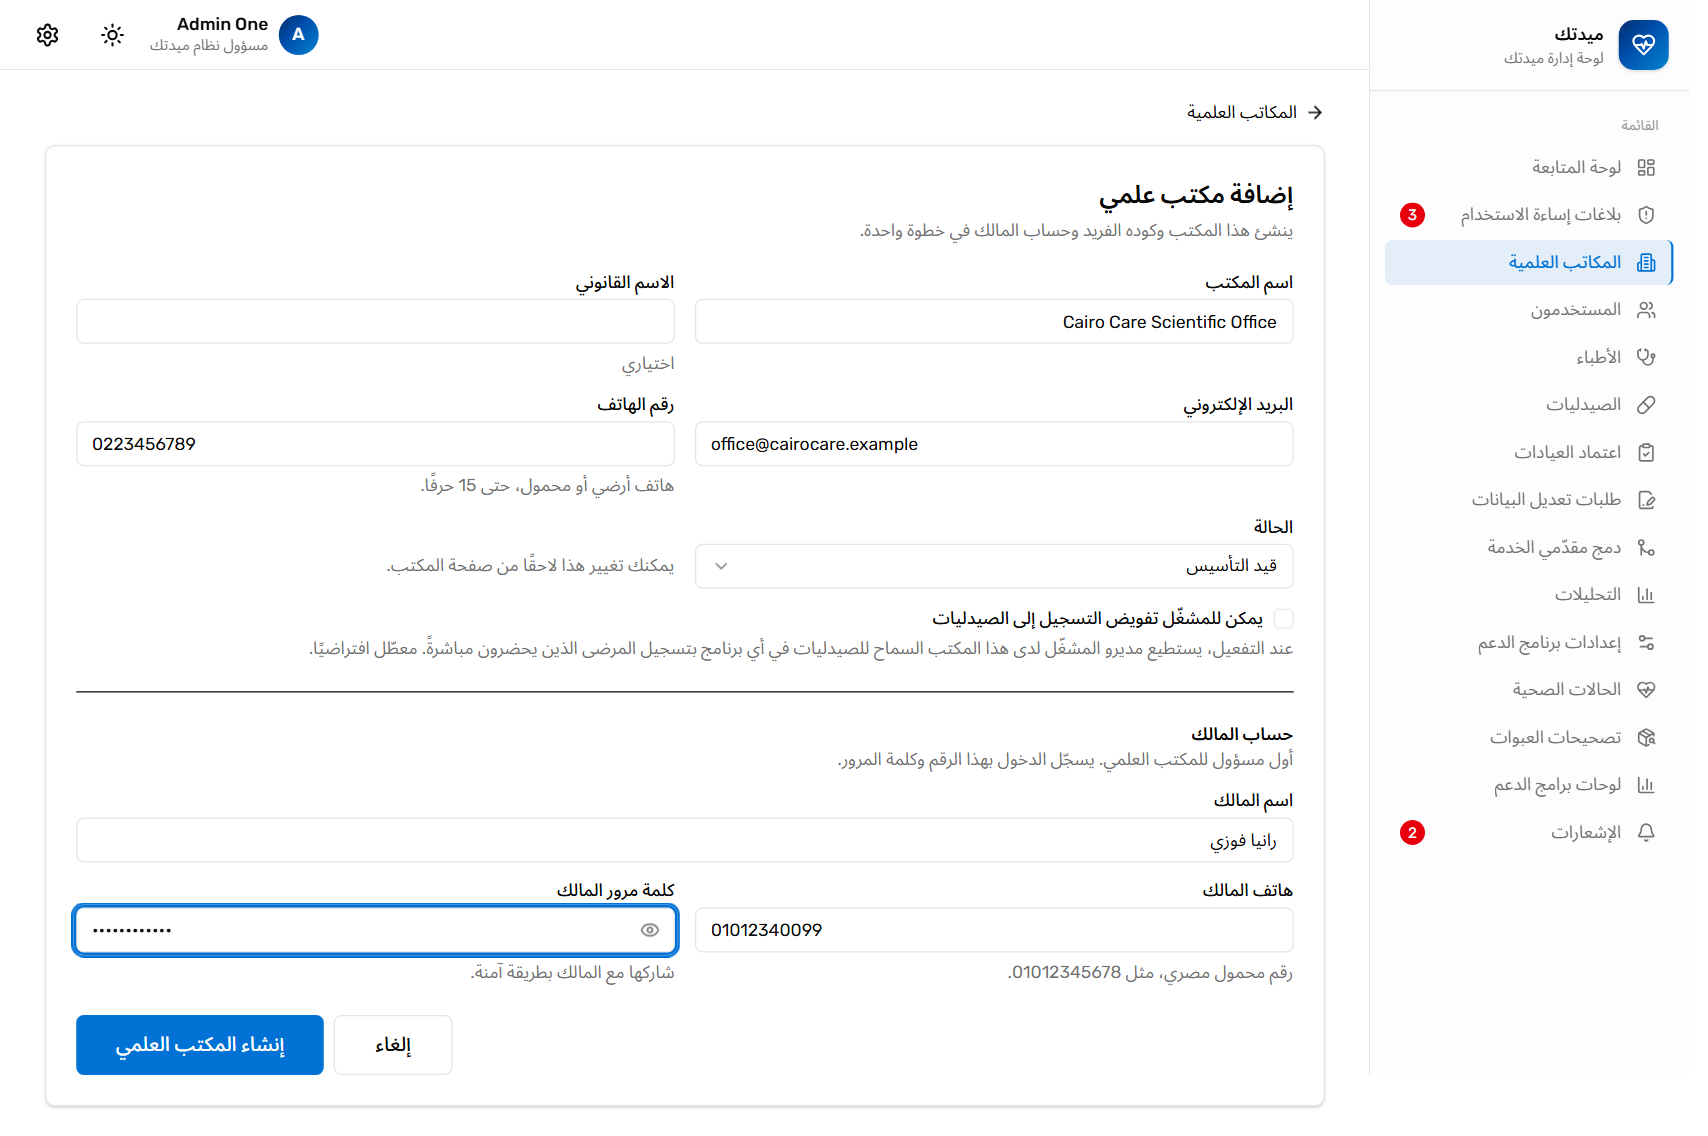 ميدتك
لوحة إدارة ميدتك
A
Admin One
مسؤول نظام ميدتك
القائمة
لوحة المتابعة
بلاغات إساءة الاستخدام
3
المكاتب العلمية
المستخدمون
الأطباء
الصيدليات
اعتماد العيادات
طلبات تعديل البيانات
دمج مقدّمي الخدمة
التحليلات
إعدادات برنامج الدعم
الحالات الصحية
تصحيحات العبوات
لوحات برامج الدعم
الإشعارات
2
المكاتب العلمية
إضافة مكتب علمي
ينشئ هذا المكتب وكوده الفريد وحساب المالك في خطوة واحدة.
اسم المكتب
Cairo Care Scientific Office
الاسم القانوني
اختياري
البريد الإلكتروني
office@cairocare.example
رقم الهاتف
0223456789
هاتف أرضي أو محمول، حتى 15 حرفًا.
الحالة
قيد التأسيس
يمكنك تغيير هذا لاحقًا من صفحة المكتب.
يمكن للمشغّل تفويض التسجيل إلى الصيدليات
عند التفعيل، يستطيع مديرو المشغّل لدى هذا المكتب السماح للصيدليات في أي برنامج بتسجيل المرضى الذين يحضرون مباشرةً. معطّل افتراضيًا.
حساب المالك
أول مسؤول للمكتب العلمي. يسجّل الدخول بهذا الرقم وكلمة المرور.
اسم المالك
رانيا فوزي
هاتف المالك
01012340099
رقم محمول مصري، مثل 01012345678.
كلمة مرور المالك
••••••••••••
شاركها مع المالك بطريقة آمنة.
إلغاء
إنشاء المكتب العلمي